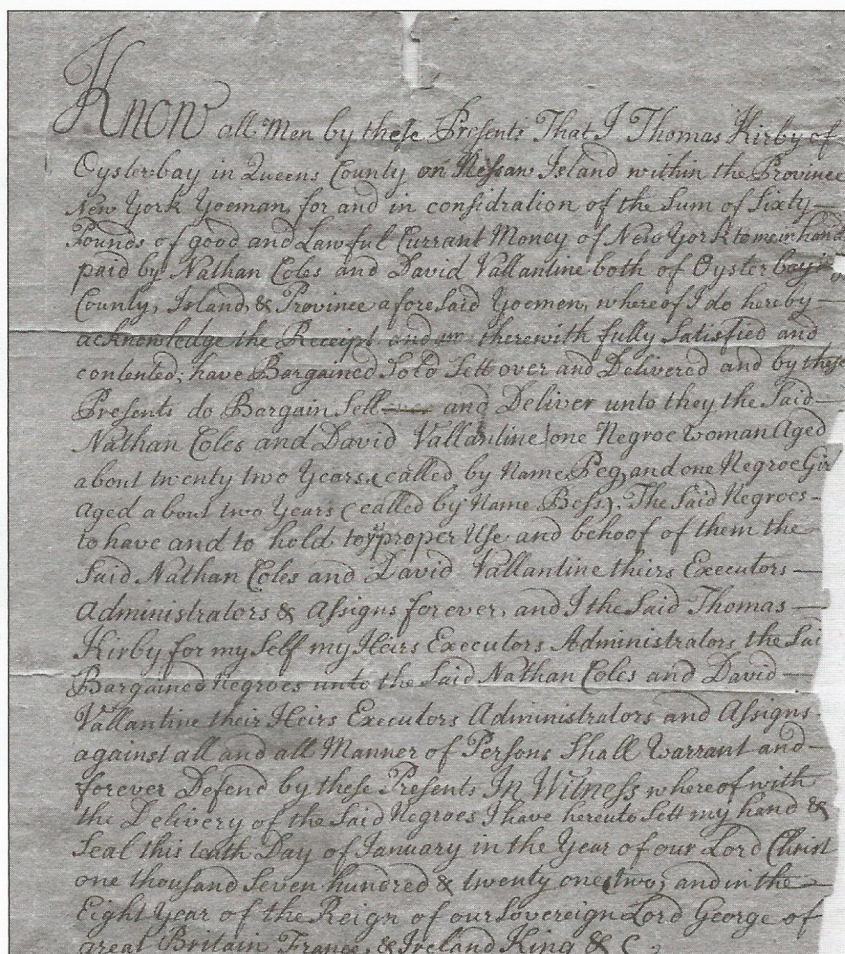 Know all Men by these Presents That I Thomas Kirby of
Oysterbay in Queens County on Nassaw Island within the Province
New York Yoeman, for and in considration of the Sum of Sixty
Pounds of good and Lawful Currant Money of New York to me in hand
paid by Nathan Coles and David Vallantine both of Oyster bay
County, Island, & Province aforesaid Yoemen, whereof I do hereby
acknowledge the Receipt and therewith fully Satisfied and
contented, have Bargained Sold Sett over and Delivered and by these
Presents do Bargain Sell and Deliver unto they the Said
Nathan Coles and David Vallantine one Negroe woman Aged
about twenty two Years (called by Name Peg, and one Negroe Girl
Aged about two Years (called by Name Bess). The Said Negroes
to have and to hold to proper Use and behoof of them the
Said Nathan Coles and David Vallantine theirs Executors
Administrators & Assigns forever, and I the Said Thomas
Kirby for my Self my Heirs Executors Administrators the Sai
Bargained Negroes unto the Said Nathan Coles and David
Vallantine their Heirs Executors Administrators and Assigns
against all and all Manner of Persons Shall Warrant and
forever Defend by these Presents In Witness whereof with
the Delivery of the Said Negroes I have hereto Sett my hand &
Seal this tenth Day of January in the Year of our Lord Christ
one thousand Seven hundred & twenty one, two; and in the
Eight Year of the Reign of our Sovereign Lord George of
great Britain France, & Ireland King & C